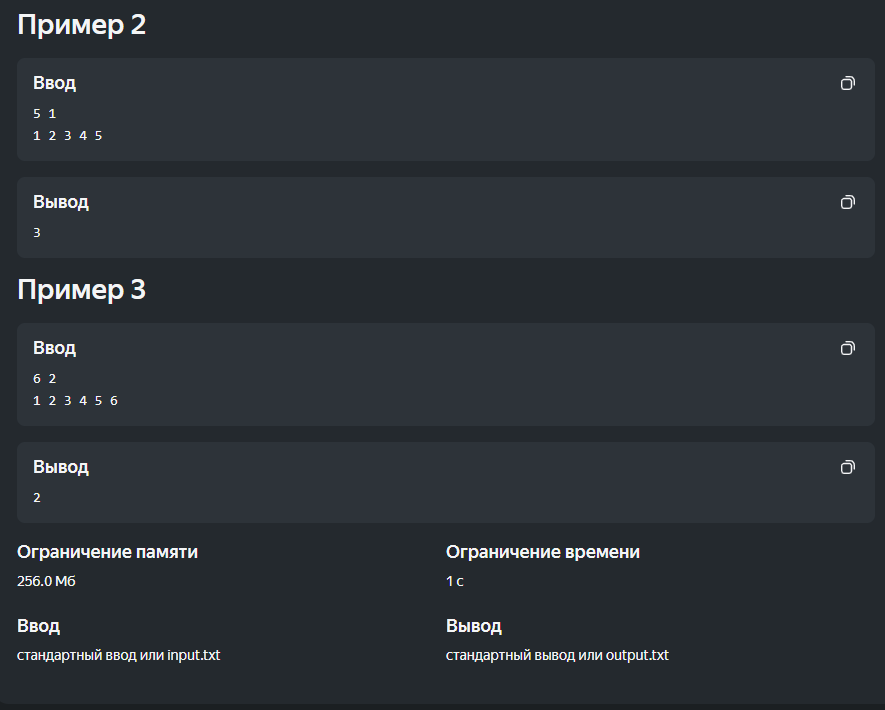 Пример 2
Ввод
5 1
1 2 3 4 5
Вывод
3
Пример 3
Ввод
6 2
1 2 3 4 5 6
Вывод
2
Ограничение памяти
256.0 Мб
Ограничение времени
1 с
Ввод
стандартный ввод или input.txt
Вывод
стандартный вывод или output.txt